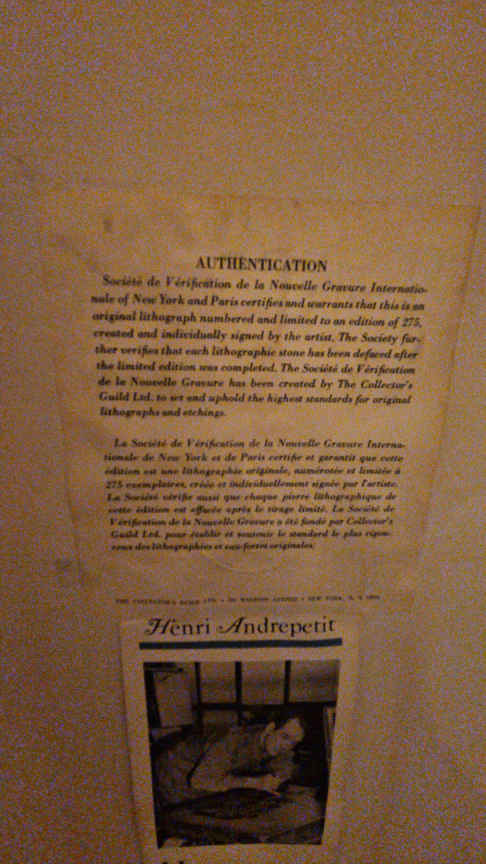 AUTHENTICATION
Société de Vérification de la Nouvelle Gravure Internatio-
nale of New York and Paris certifies and warrants that this is an
original lithograph numbered and limited to an edition of 275,
created and individually signed by the artist. The Society fur-
ther verifies that each lithographic stone has been defaced after
the limited edition was completed. The Société de Vérification
de la Nouvelle Gravure has been created by The Collector's
Guild Ltd. to set and uphold the highest standards for original
lithographs and etchings.
La Société de Vérification de la Nouvelle Gravure Interna-
tionale de New York et de Paris certifie et garantit que cette
édition est une lithographie originale, numérotée et limitée à
275 exemplaires, créée et individuellement signée par l'artiste.
La Société vérifie aussi que chaque pierre lithographique de
cette édition est effacée après le tirage limité. La Société de
Vérification de la Nouvelle Gravure a été fondé par Collector's
Guild Ltd. pour établir et soutenir le standard le plus rigou-
reux des lithographies et eaux-fortes originales.
THE COLLECTOR'S GUILD LTD. • MADISON AVENUE • NEW YORK, N. Y.
Henri Andrepetit